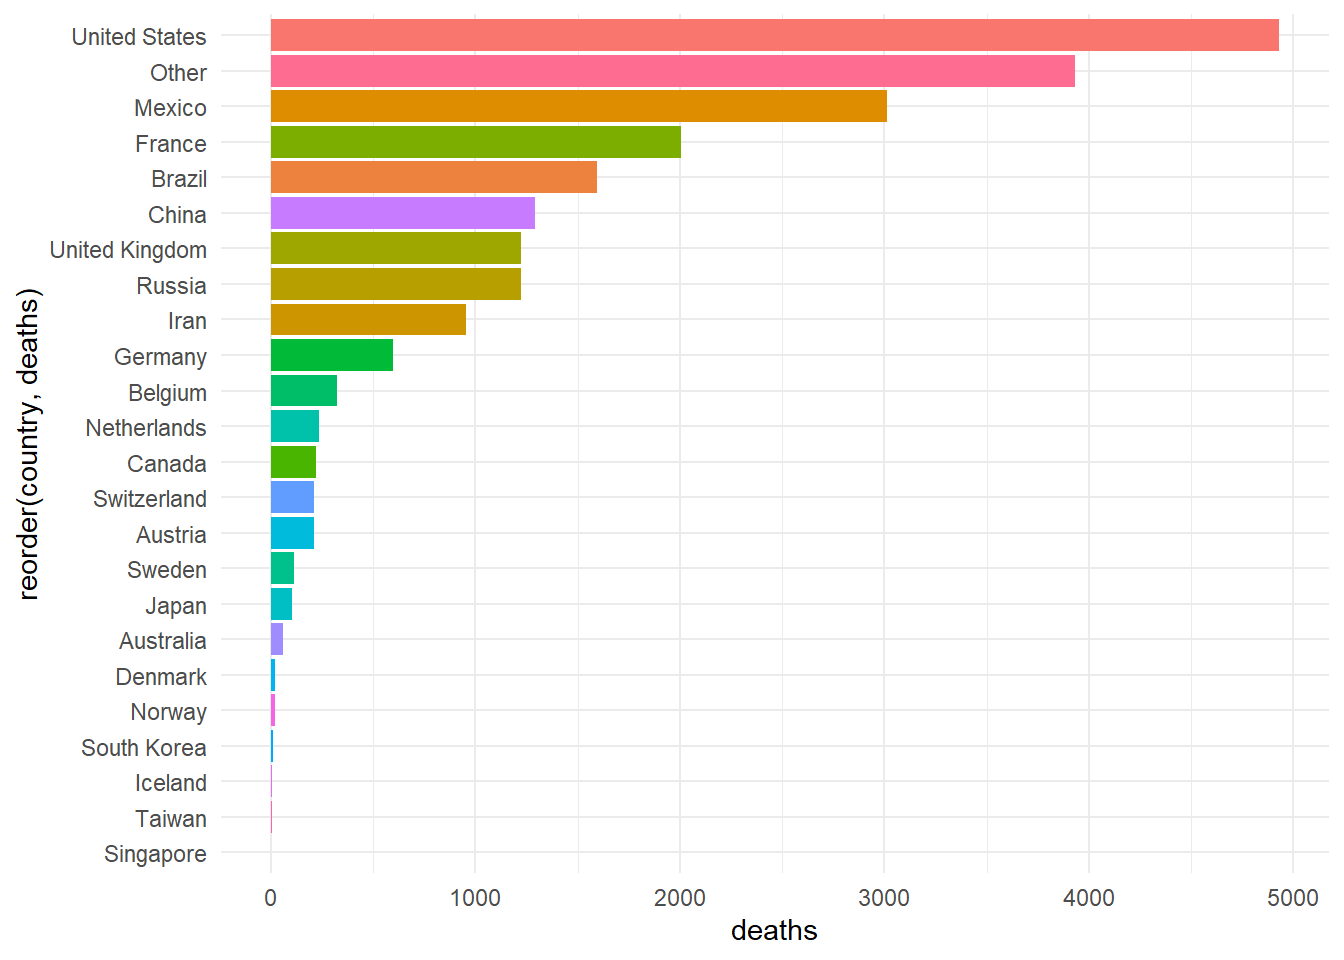 United States
Other
Mexico
France
Brazil
China
United Kingdom
Russia
Iran
Germany
Belgium
Netherlands
Canada
Switzerland
Austria
Sweden
Japan
Australia
Denmark
Norway
South Korea
Iceland
Taiwan
Singapore
reorder(country, deaths)
0 1000 2000 3000 4000 5000
deaths